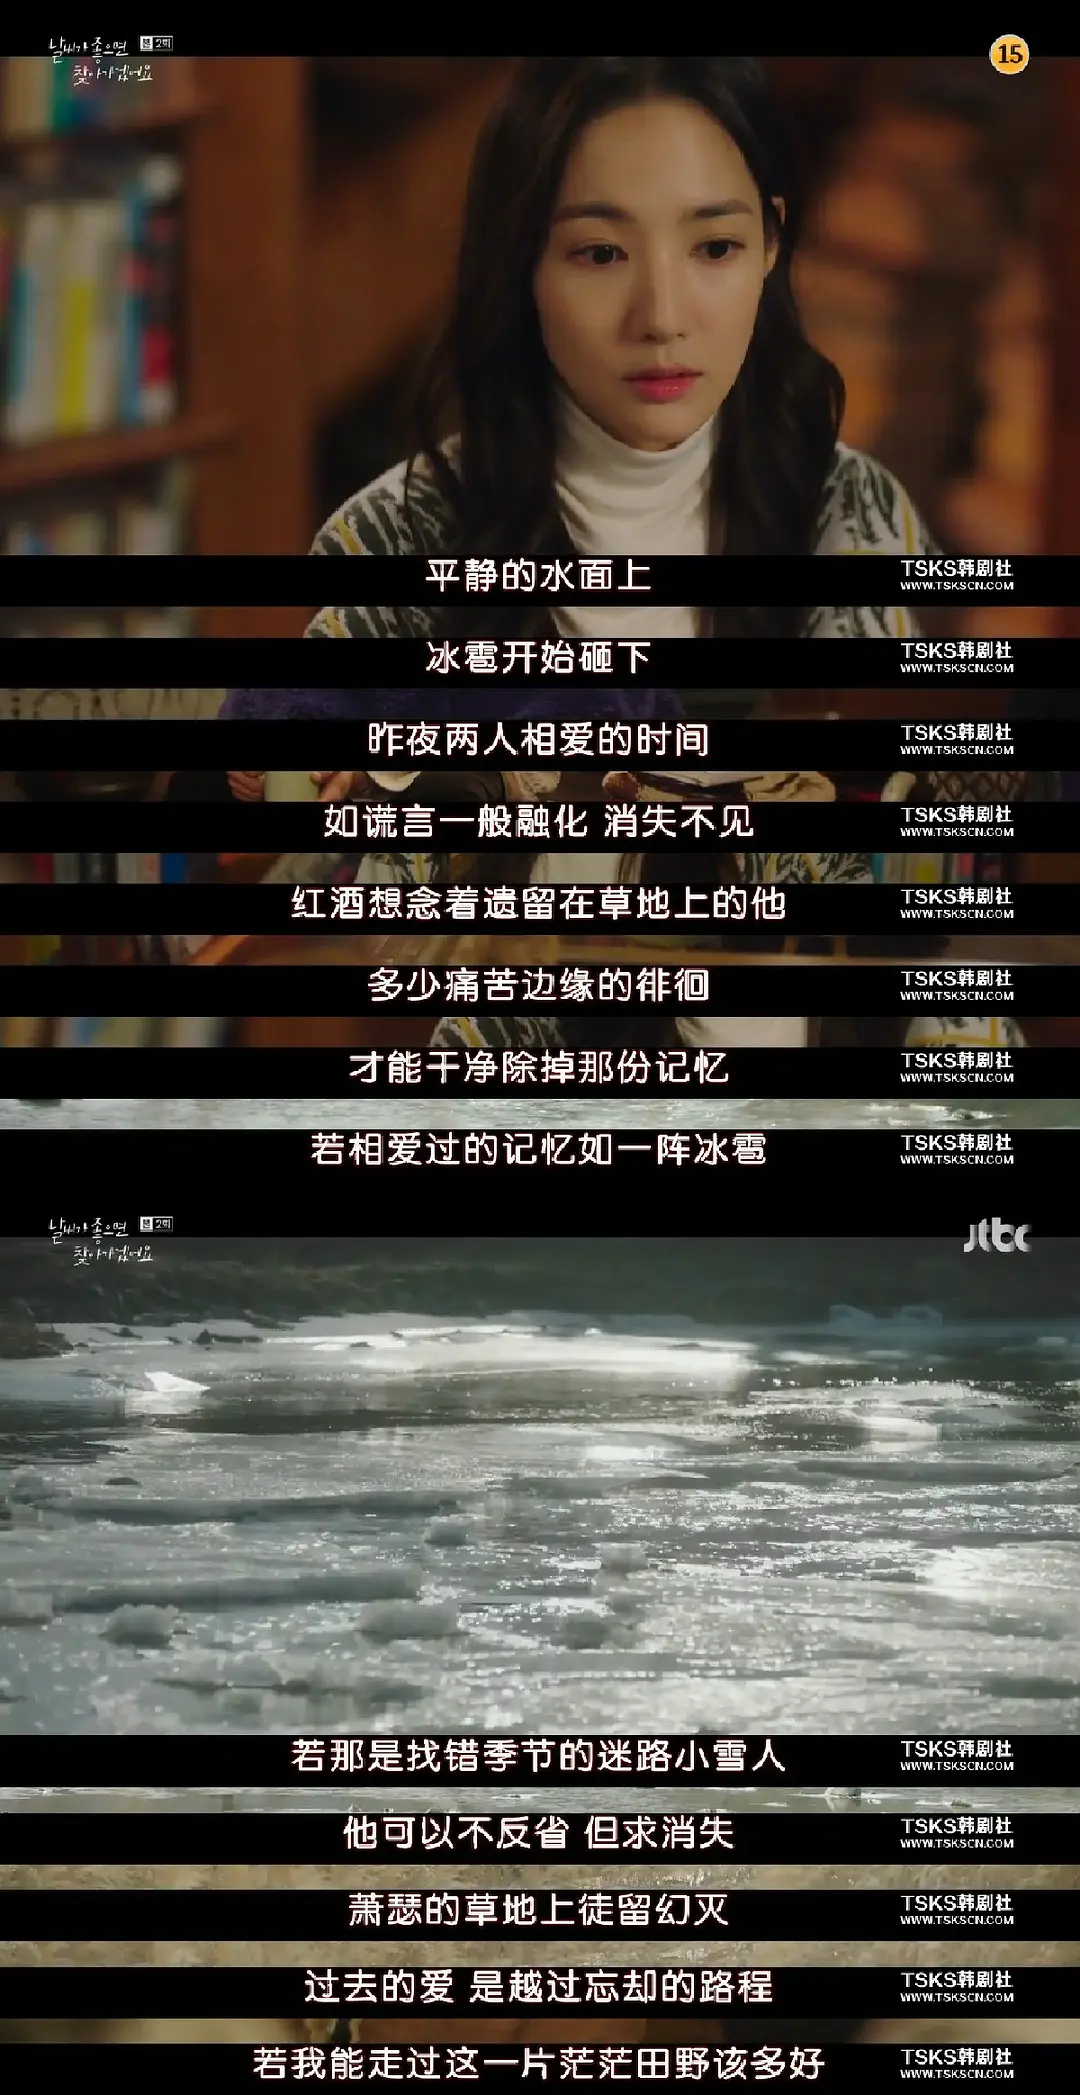 날씨가 좋으면 본 2회
찾아가겠어요
15
平静的水面上
TSKS韩剧社
WWW.TSKSCN.COM
冰雹开始砸下
TSKS韩剧社
WWW.TSKSCN.COM
昨夜两人相爱的时间
TSKS韩剧社
WWW.TSKSCN.COM
如谎言一般融化 消失不见
TSKS韩剧社
WWW.TSKSCN.COM
红酒想念着遗留在草地上的他
TSKS韩剧社
WWW.TSKSCN.COM
多少痛苦边缘的徘徊
TSKS韩剧社
WWW.TSKSCN.COM
才能干净除掉那份记忆
TSKS韩剧社
WWW.TSKSCN.COM
若相爱过的记忆如一阵冰雹
TSKS韩剧社
WWW.TSKSCN.COM
날씨가 좋으면 본 2회
찾아가겠어요
jtbc
若那是找错季节的迷路小雪人
TSKS韩剧社
WWW.TSKSCN.COM
他可以不反省 但求消失
TSKS韩剧社
WWW.TSKSCN.COM
萧瑟的草地上徒留幻灭
TSKS韩剧社
WWW.TSKSCN.COM
过去的爱 是越过忘却的路程
TSKS韩剧社
WWW.TSKSCN.COM
若我能走过这一片茫茫田野该多好
TSKS韩剧社
WWW.TSKSCN.COM